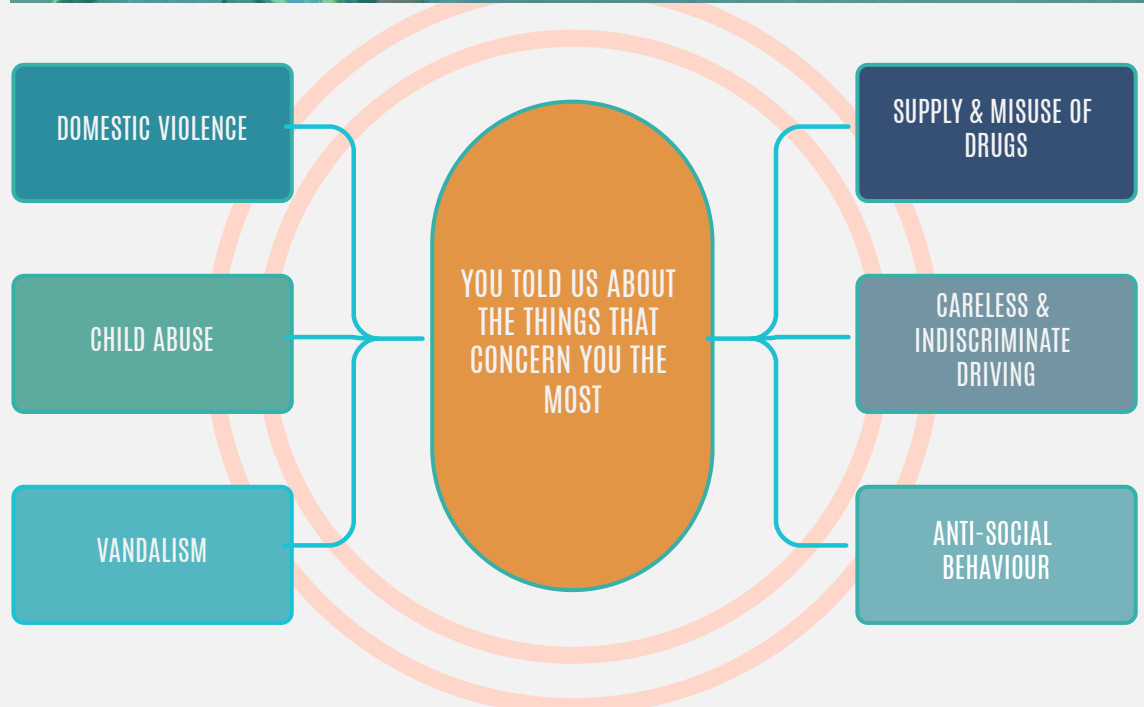 DOMESTIC VIOLENCE
CHILD ABUSE
VANDALISM
YOU TOLD US ABOUT
THE THINGS THAT
CONCERN YOU THE
MOST
SUPPLY & MISUSE OF
DRUGS
CARELESS &
INDISCRIMINATE
DRIVING
ANTI-SOCIAL
BEHAVIOUR